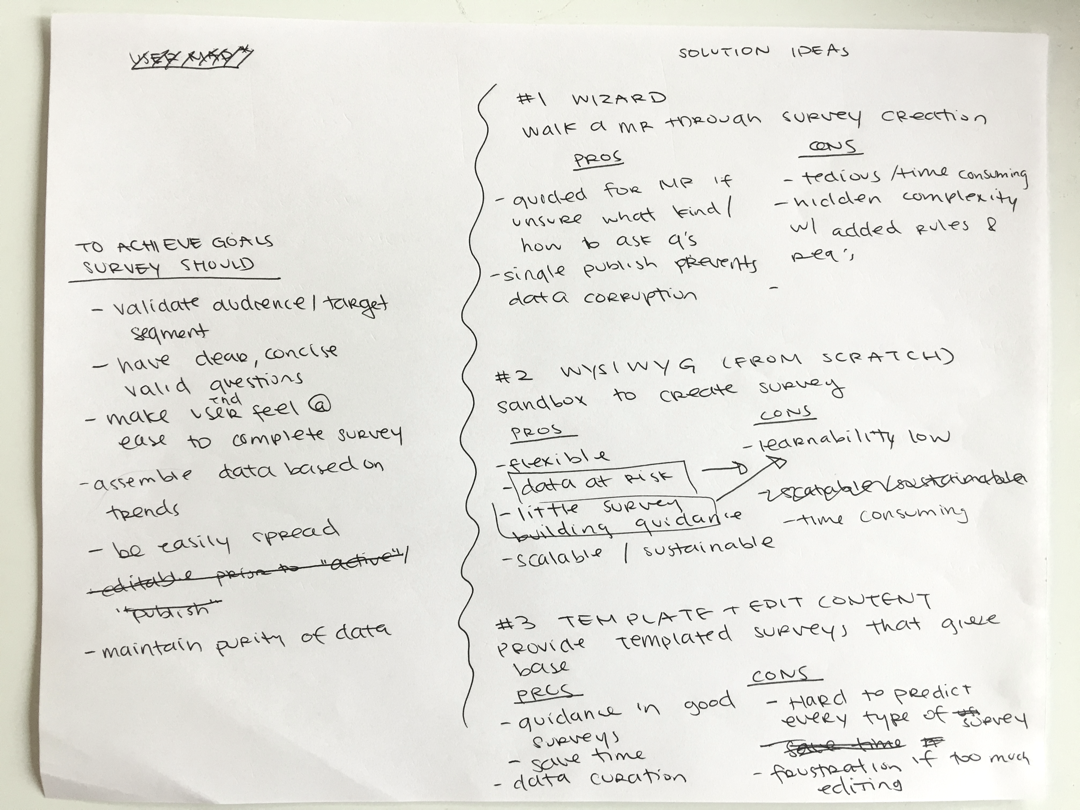 SOLUTION IDEAS
TO ACHIEVE GOALS
SURVEY SHOULD
- validate audience / target
segment
- have clear, concise
valid questions
- make END USER feel @
ease to complete survey
- assemble data based on
trends
- be easily spread
- editable prior to "active"/
"publish"
- maintain purity of data
#1 WIZARD
walk a MR through survey creation
PROS
- guided for MR if
unsure what kind/
how to ask q's
- single publish prevents
data corruption
CONS
- tedious / time consuming
- hidden complexity
w/ added rules &
req's
-
#2 WYSIWYG (FROM SCRATCH)
sandbox to create survey
PROS
- flexible
- data at risk
- little survey
building guidance
- scalable / sustainable
CONS
- learnability low
- scalable/sustainable
- time consuming
#3 TEMPLATE + EDIT CONTENT
provide templated surveys that give
base
PROS
- guidance in good
surveys
- save time
- data curation
CONS
- Hard to predict
every type of survey
- save time
- frustration if too much
editing